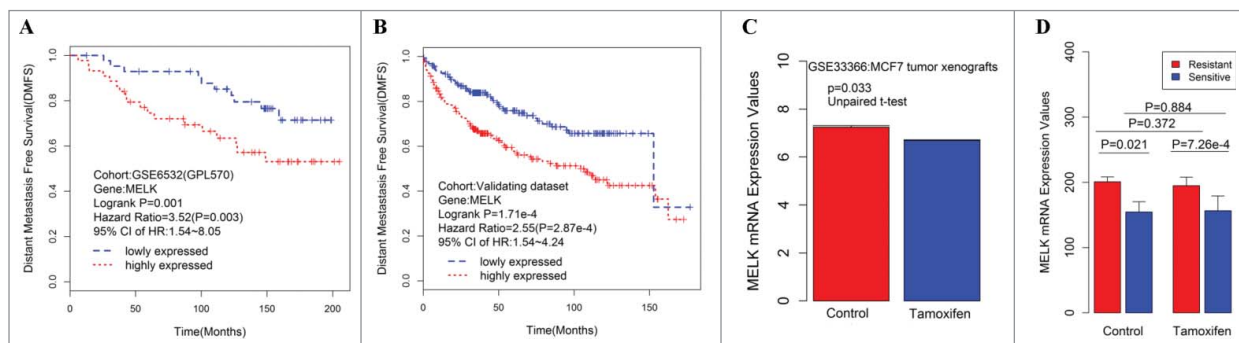 A
Distant Metastasis Free Survival(DMFS)
1.0
0.8
0.6
0.4
0.2
0.0
Cohort:GSE6532(GPL570)
Gene:MELK
Logrank P=0.001
Hazard Ratio=3.52(P=0.003)
95% CI of HR:1.54~8.05
lowly expressed
highly expressed
0 50 100 150 200
Time(Months)
B
Distant Mestastasis Free Survival(DMFS)
1.0
0.8
0.6
0.4
0.2
0.0
Cohort:Validating dataset
Gene:MELK
Logrank P=1.71e-4
Hazard Ratio=2.55(P=2.87e-4)
95% CI of HR:1.54~4.24
lowly expressed
highly expressed
0 50 100 150
Time(Months)
C
MELK mRNA Expression Values
10
8
6
4
2
0
GSE33366:MCF7 tumor xenografts
p=0.033
Unpaired t-test
Control Tamoxifen
D
MELK mRNA Expression Values
400
300
200
100
0
Resistant
Sensitive
P=0.884
P=0.372
P=0.021 P=7.26e-4
Control Tamoxifen